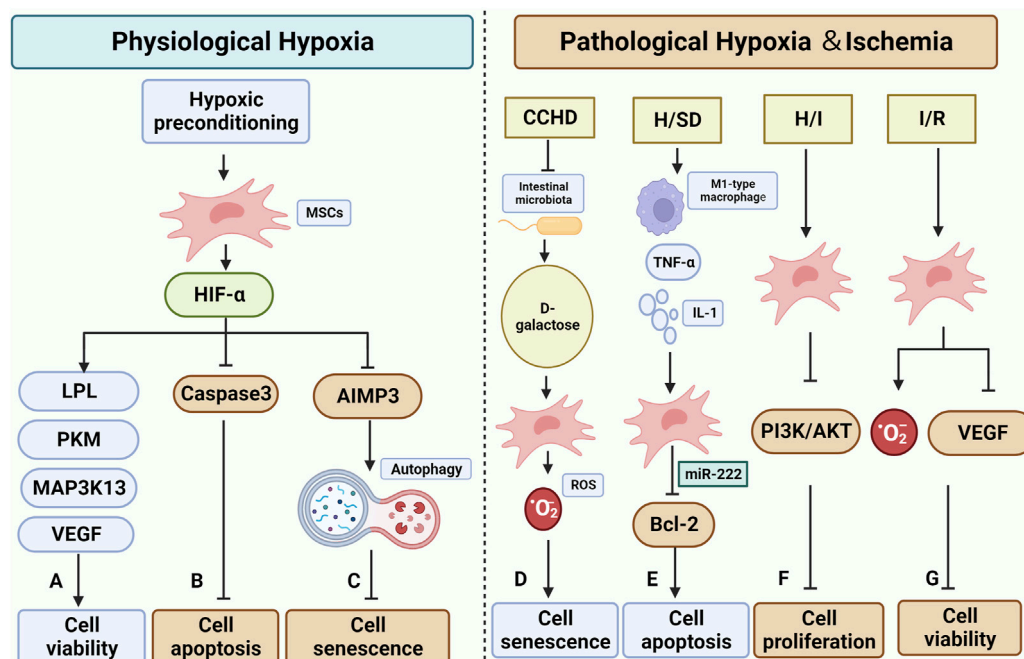 Physiological Hypoxia
Hypoxic
preconditioning
MSCs
HIF-α
LPL
PKM
MAP3K13
VEGF
Caspase3
AIMP3
Autophagy
A
B
C
Cell
viability
Cell
apoptosis
Cell
senescence
Pathological Hypoxia & Ischemia
CCHD
H/SD
H/I
I/R
Intestinal
microbiota
M1-type
macrophage
TNF-α
IL-1
D-
galactose
ROS
•O₂⁻
miR-222
Bcl-2
PI3K/AKT
•O₂⁻
VEGF
D
E
F
G
Cell
senescence
Cell
apoptosis
Cell
proliferation
Cell
viability